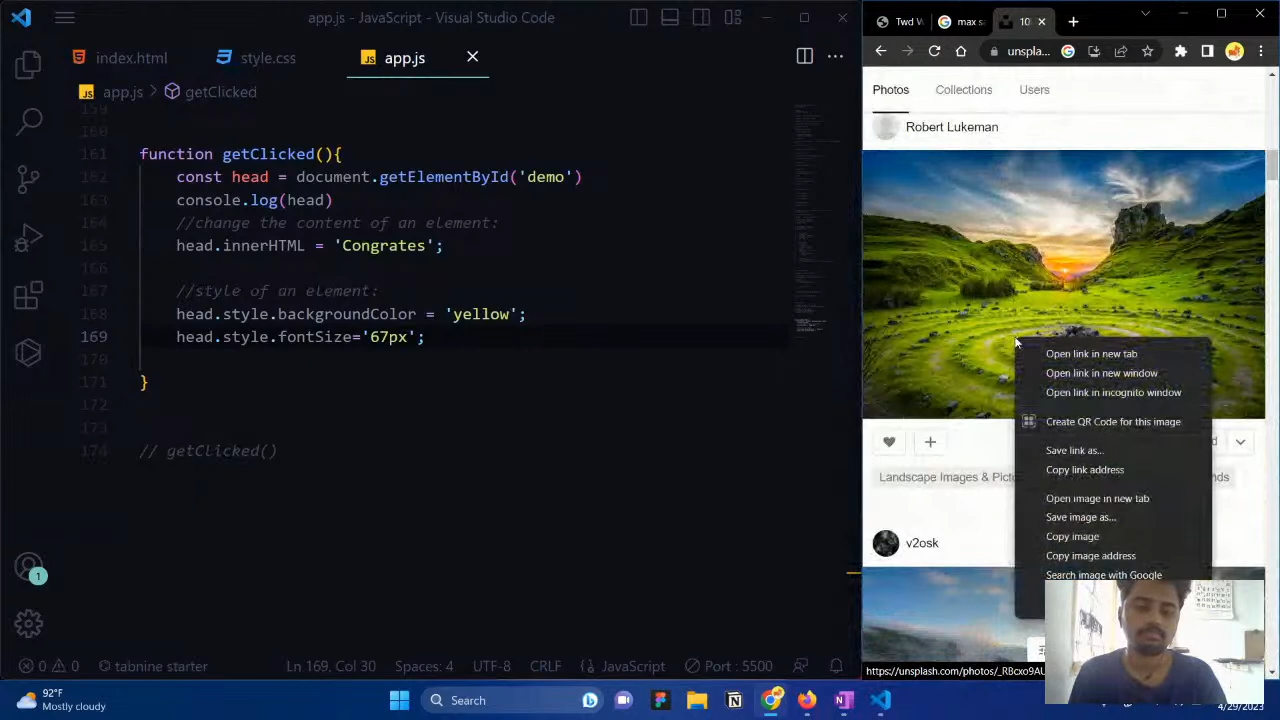 app.js - JavaScript - Visual Studio Code
index.html
style.css
app.js
app.js
getClicked
function getClicked(){
const head = document.getElementById('demo')
console.log(head)
content of an element:
head.innerHTML = 'Congrates';
166
//style of an element:
head.style.backgroundColor = 'yellow';
head.style.fontSize='67px';
171
}
172
174
// getClicked()
1
0
0
tabnine starter
Ln 169, Col 30
Spaces: 4
UTF-8
CRLF
JavaScript
Port : 5500
Twd
max s
10
unspla...
Photos
Collections
Users
Robert Lukeman
Open link in new tab
Open link in new window
Open link in incognito window
Create QR Code for this image
Save link as...
Copy link address
Open image in new tab
Save image as...
Copy image
Copy image address
Search image with Google
Landscape Images &
v2osk
https://unsplash.com/photos/_RBcxo9AU
92°F
Mostly cloudy
Search
4/29/2023